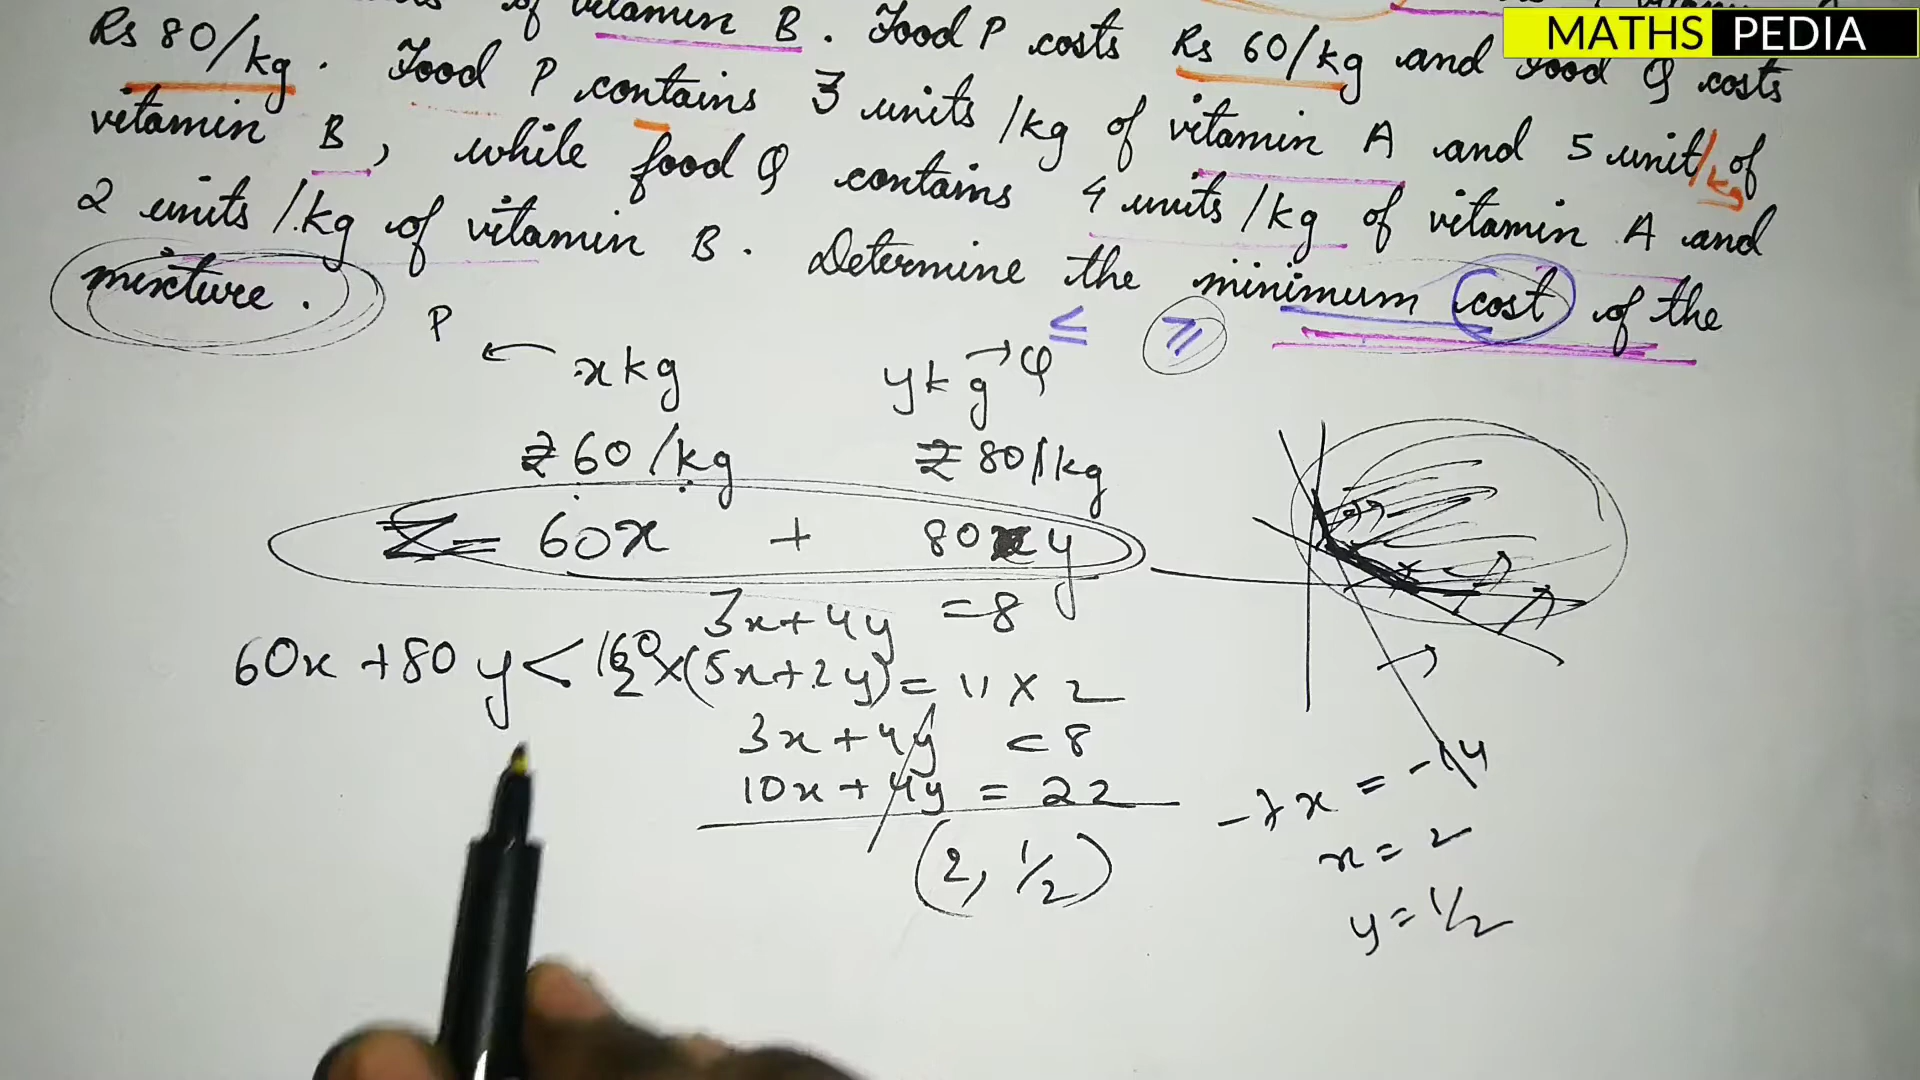 of vitamin B. Food P costs Rs 60/kg and Food Q costs
MATHS PEDIA
Rs 80/kg. Food P contains 3 units /kg of vitamin A and 5 unit/kg of
vitamin B, while food Q contains 4 units /kg of vitamin A and
2 units /kg of vitamin B. Determine the minimum cost of the
mixture.
P ← x kg y kg → Q ≤ ≥
₹ 60 /kg ₹ 80/kg
Z = 60x + 80y
3x + 4y = 8
60x + 80y < 160
2 × (5x + 2y) = 11 × 2
3x + 4y = 8
10x + 4y = 22
-7x = -14
(2, 1/2)
x = 2
y = 1/2